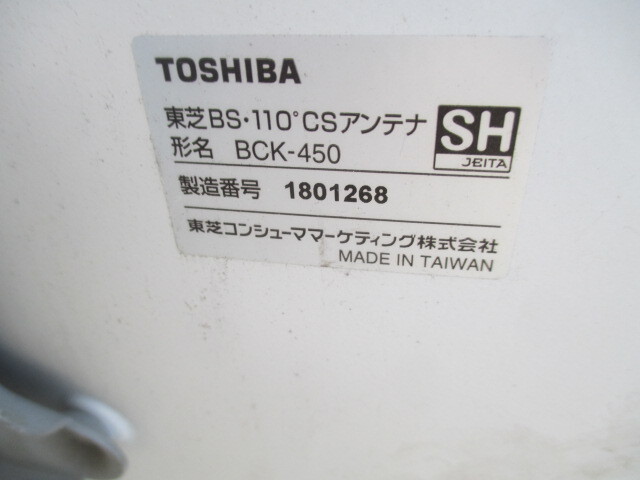 TOSHIBA
東芝BS・110°CSアンテナ
SH
JEITA
形名 BCK-450
製造番号 1801268
東芝コンシューママーケティング株式会社
MADE IN TAIWAN